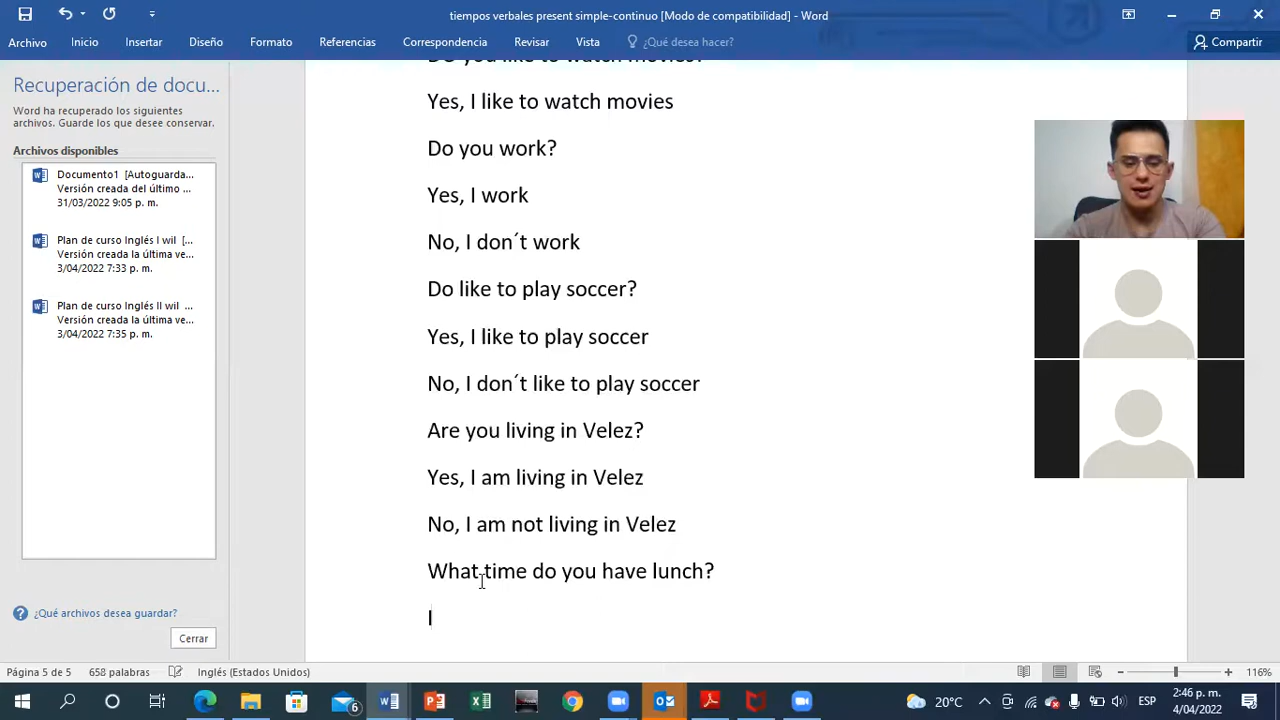 tiempos verbales present simple-continuo [Modo de compatibilidad] - Word
Archivo Inicio Insertar Diseño Formato Referencias Correspondencia Revisar Vista ¿Qué desea hacer? Compartir
Recuperación de docu...
Word ha recuperado los siguientes
archivos. Guarde los que desee conservar.
Archivos disponibles
Documento1 [Autoguarda...
Versión creada del último ...
31/03/2022 9:05 p. m.
Plan de curso Inglés I wil [...
Versión creada la última ve...
3/04/2022 7:33 p. m.
Plan de curso Inglés II wil ...
Versión creada la última ve...
3/04/2022 7:35 p. m.
¿Qué archivos desea guardar?
Cerrar
DO you like to watch movies?
Yes, I like to watch movies
Do you work?
Yes, I work
No, I don´t work
Do like to play soccer?
Yes, I like to play soccer
No, I don´t like to play soccer
Are you living in Velez?
Yes, I am living in Velez
No, I am not living in Velez
What time do you have lunch?
I
Página 5 de 5 658 palabras Inglés (Estados Unidos) 116%
6 20°C ESP 2:46 p. m.
4/04/2022